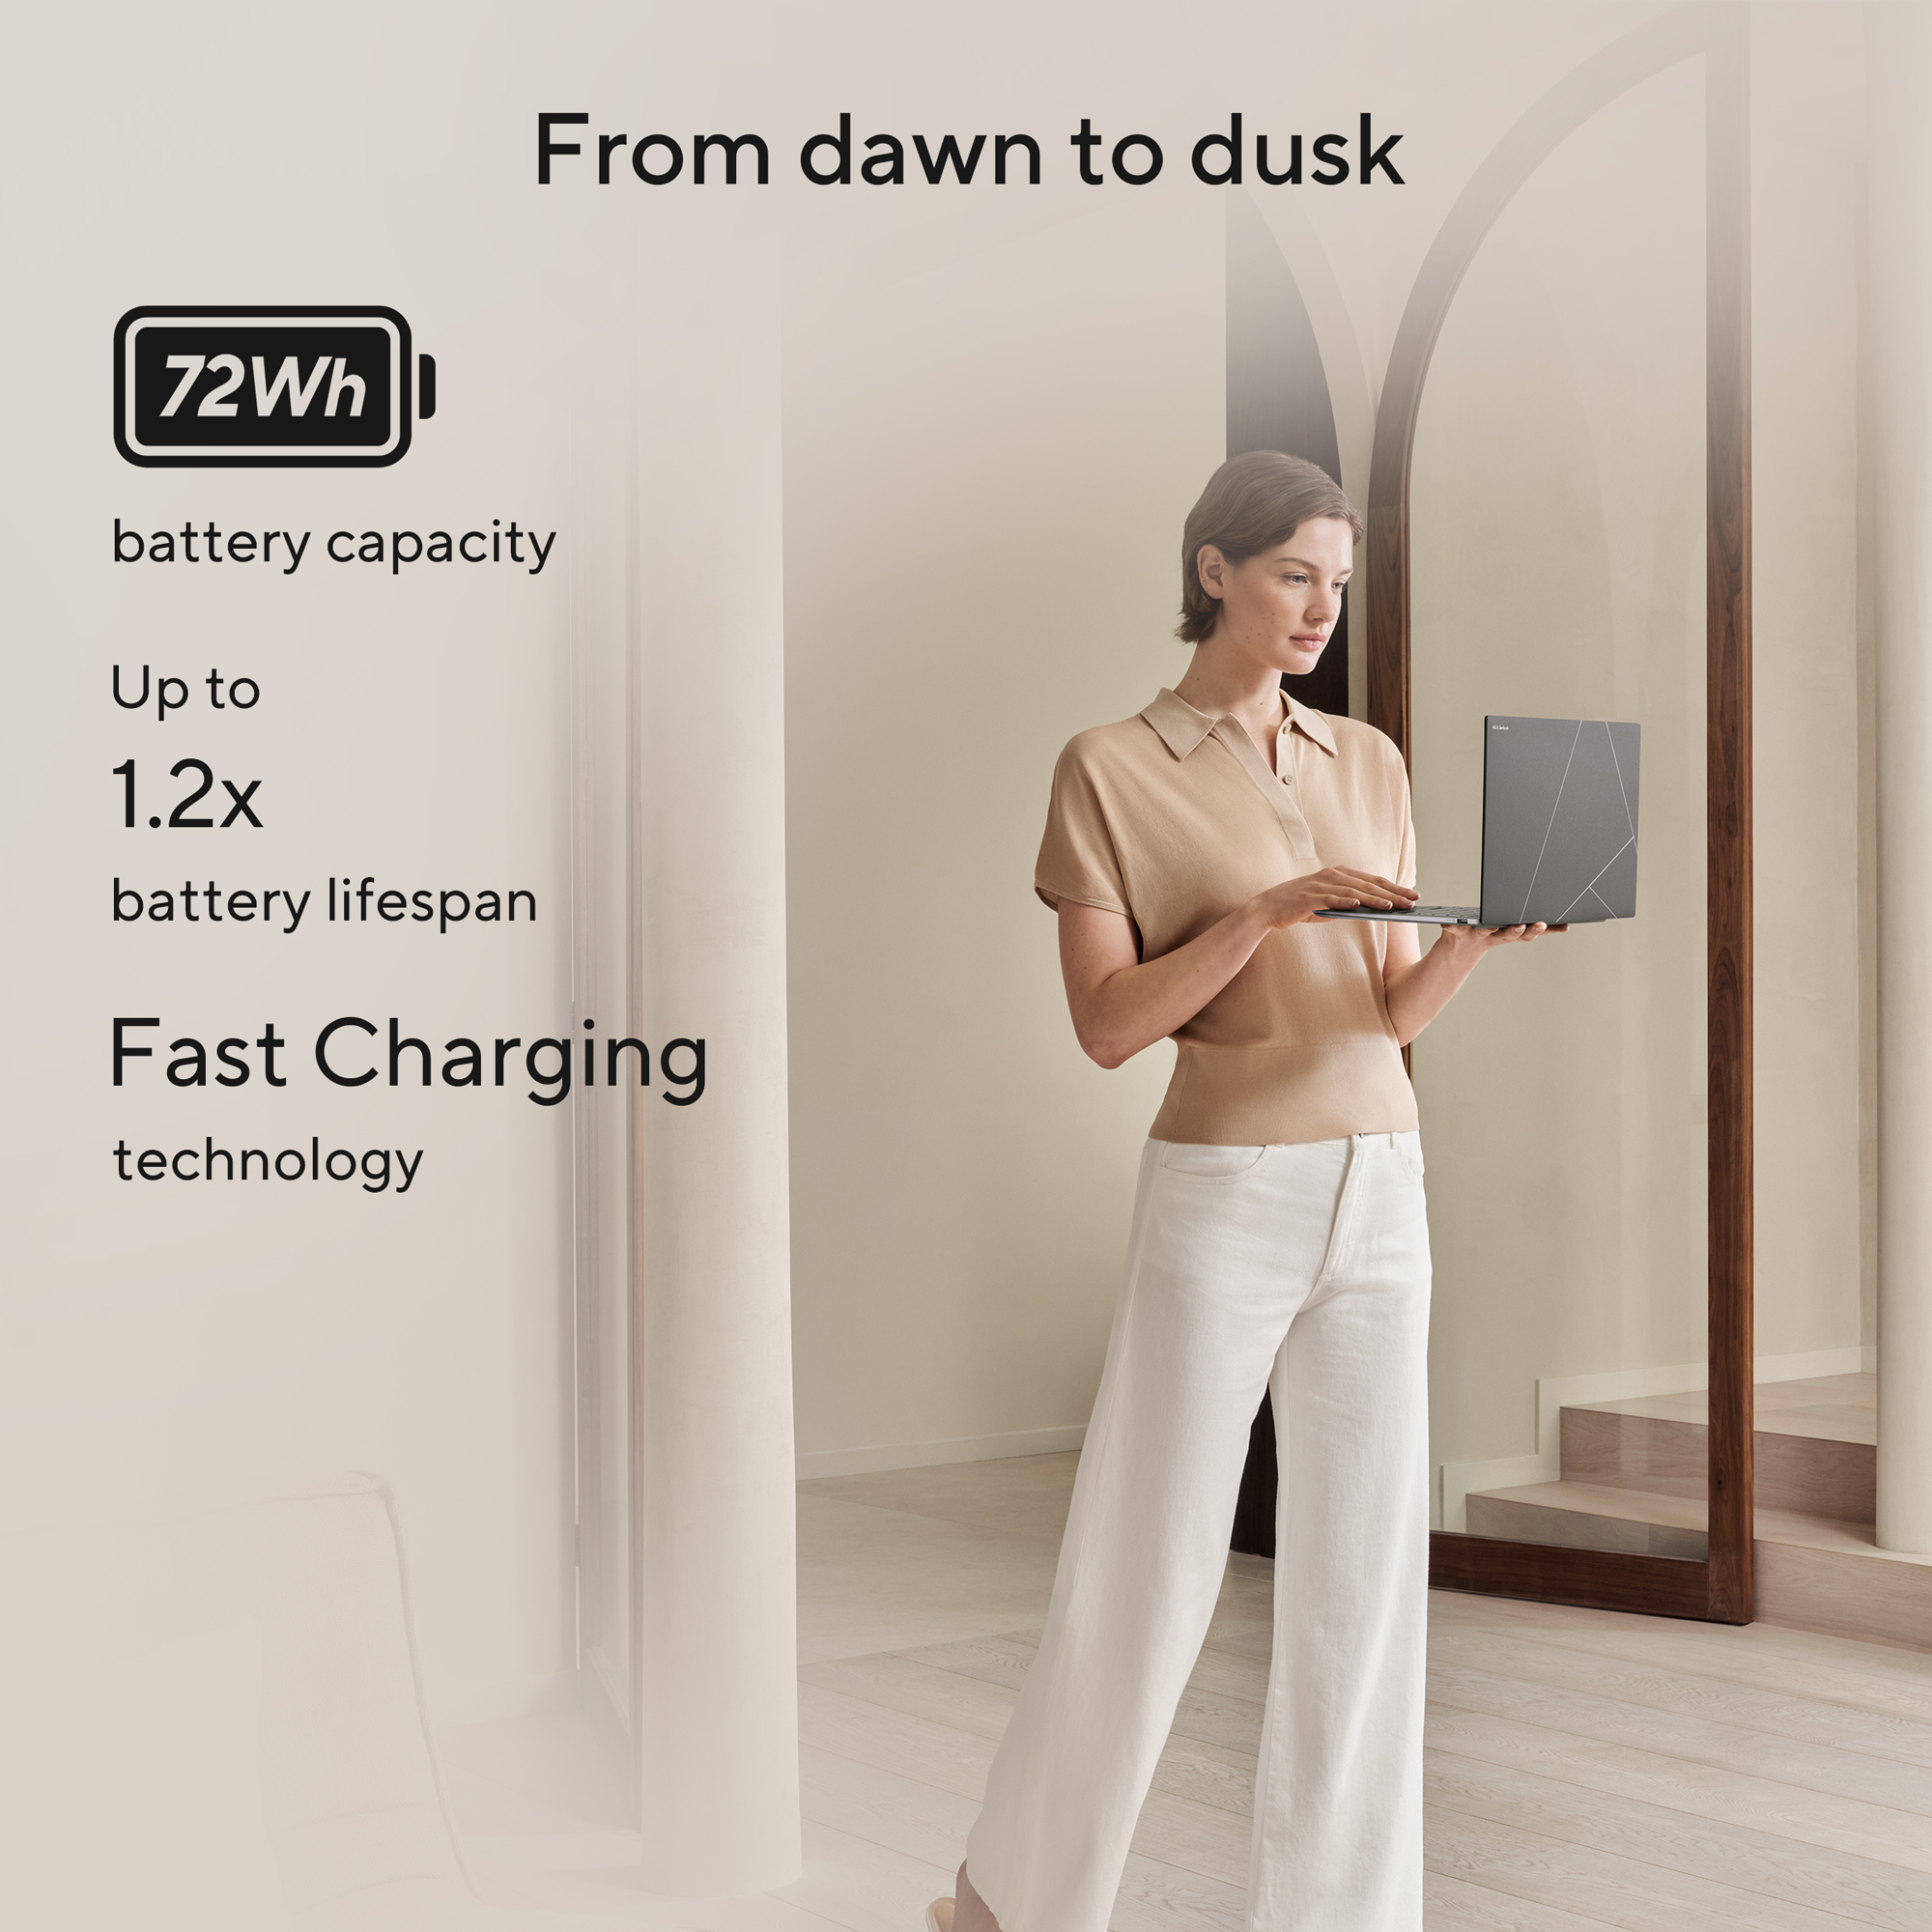 From dawn to dusk
72Wh
battery capacity
Up to
1.2x
battery lifespan
Fast Charging
technology